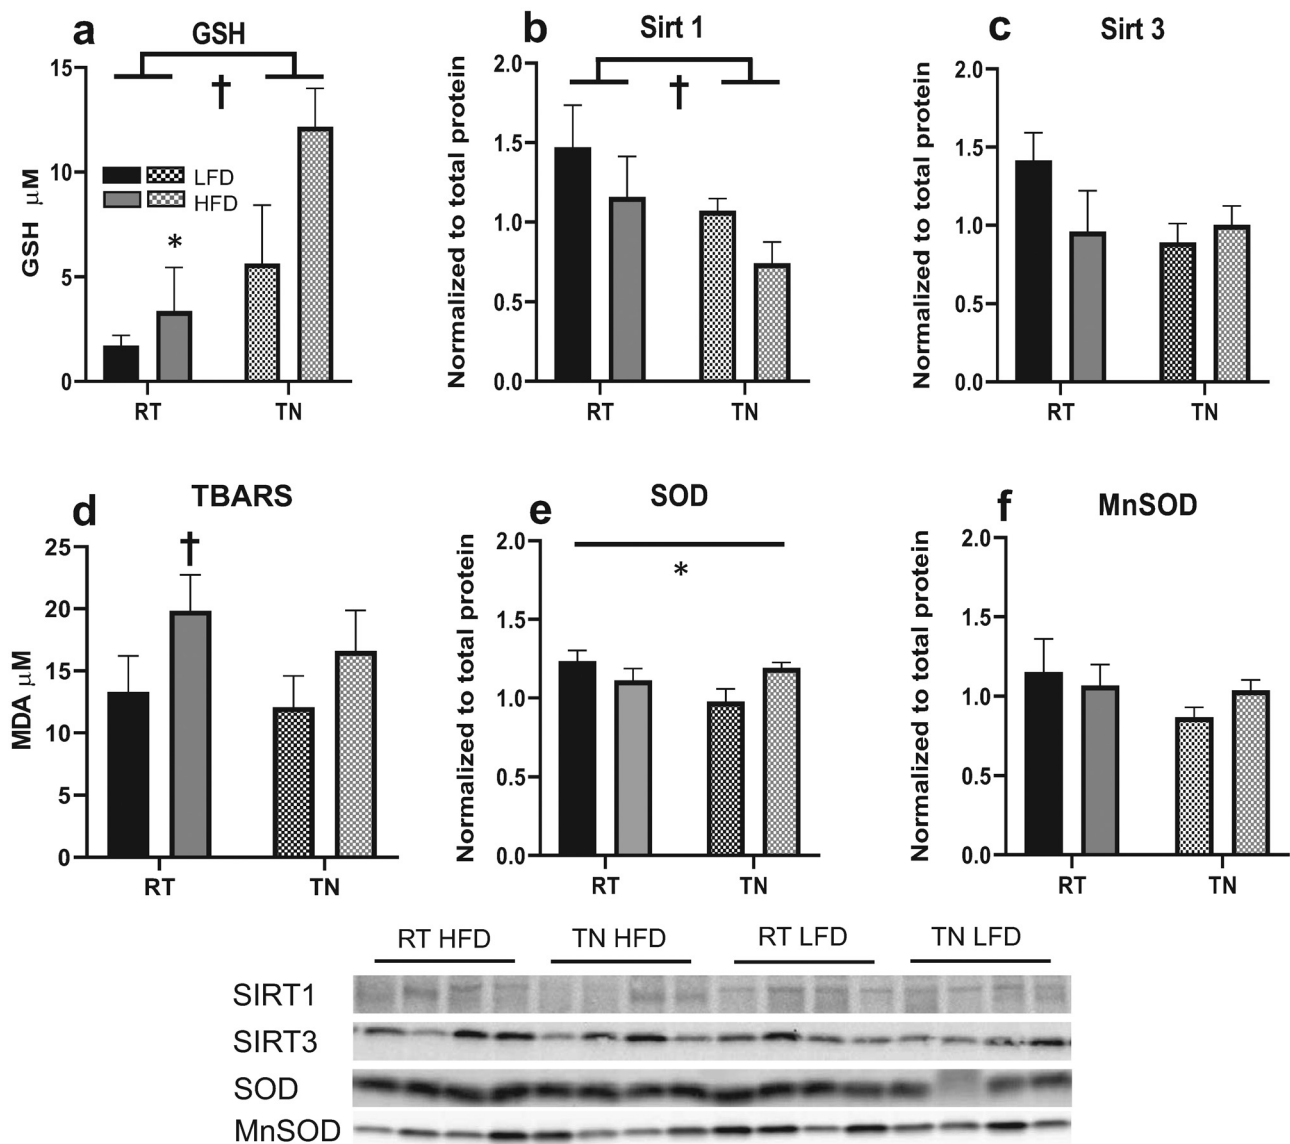 a
GSH
15
10
5
0
GSH μM
†
LFD
HFD
*
RT
TN
b
Sirt 1
2.0
1.5
1.0
0.5
0.0
Normalized to total protein
†
RT
TN
c
Sirt 3
2.0
1.5
1.0
0.5
0.0
Normalized to total protein
RT
TN
d
TBARS
25
20
15
10
5
0
MDA μM
†
RT
TN
e
SOD
2.0
1.5
1.0
0.5
0.0
Normalized to total protein
*
RT
TN
f
MnSOD
2.0
1.5
1.0
0.5
0.0
Normalized to total protein
RT
TN
RT HFD
TN HFD
RT LFD
TN LFD
SIRT1
SIRT3
SOD
MnSOD